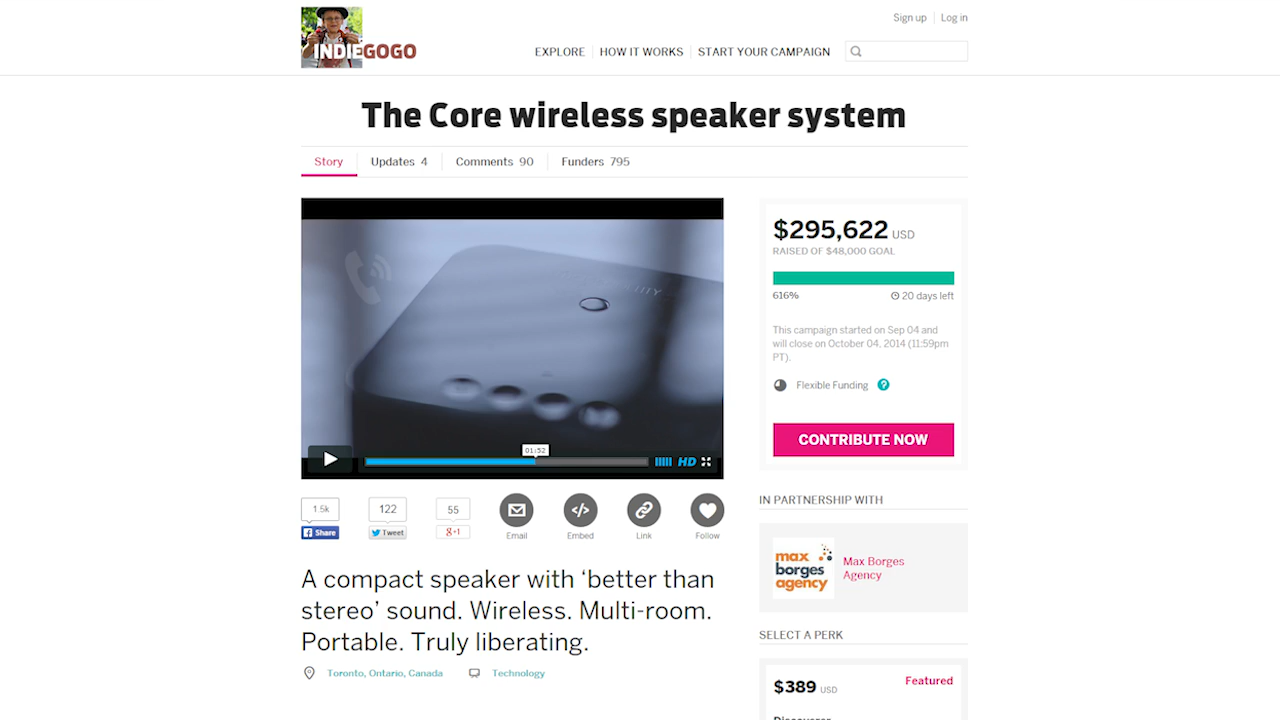 Sign up
Log in
INDIEGOGO
EXPLORE
HOW IT WORKS
START YOUR CAMPAIGN
The Core wireless speaker system
Story
Updates 4
Comments 90
Funders 795
$295,622 USD
RAISED OF $48,000 GOAL
616%
20 days left
This campaign started on Sep 04 and
will close on October 04, 2014 (11:59pm
PT).
Flexible Funding ?
CONTRIBUTE NOW
01:52
HD
1.5k
122
55
Share
Tweet
g+1
Email
Embed
Link
Follow
IN PARTNERSHIP WITH
max
borges
agency
Max Borges
Agency
A compact speaker with ‘better than
stereo’ sound. Wireless. Multi-room.
Portable. Truly liberating.
Toronto, Ontario, Canada
Technology
SELECT A PERK
$389 USD
Featured